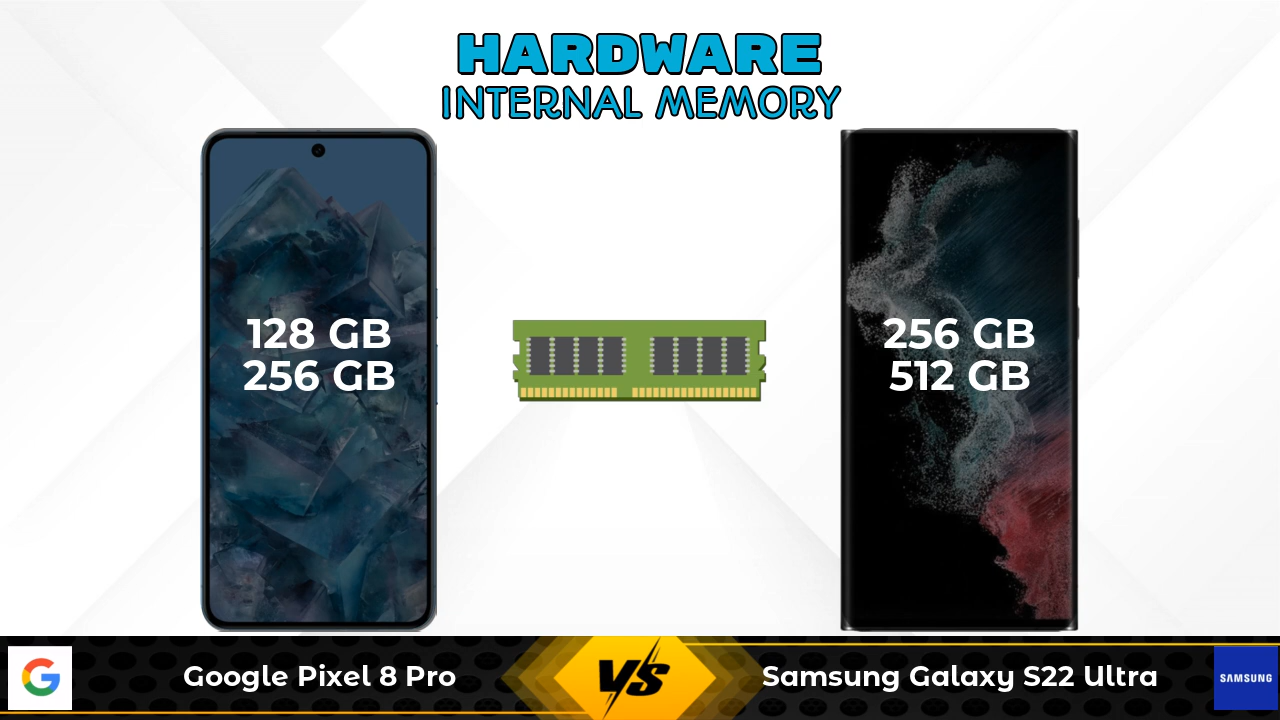 HARDWARE
INTERNAL MEMORY
128 GB
256 GB
256 GB
512 GB
Google Pixel 8 Pro
VS
Samsung Galaxy S22 Ultra
SAMSUNG